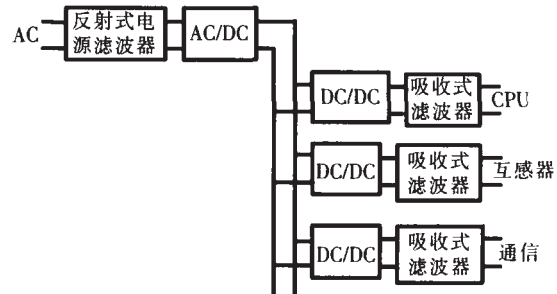 AC
反射式电
源滤波器
AC/DC
DC/DC
吸收式
滤波器
CPU
DC/DC
吸收式
滤波器
互感器
DC/DC
吸收式
滤波器
通信